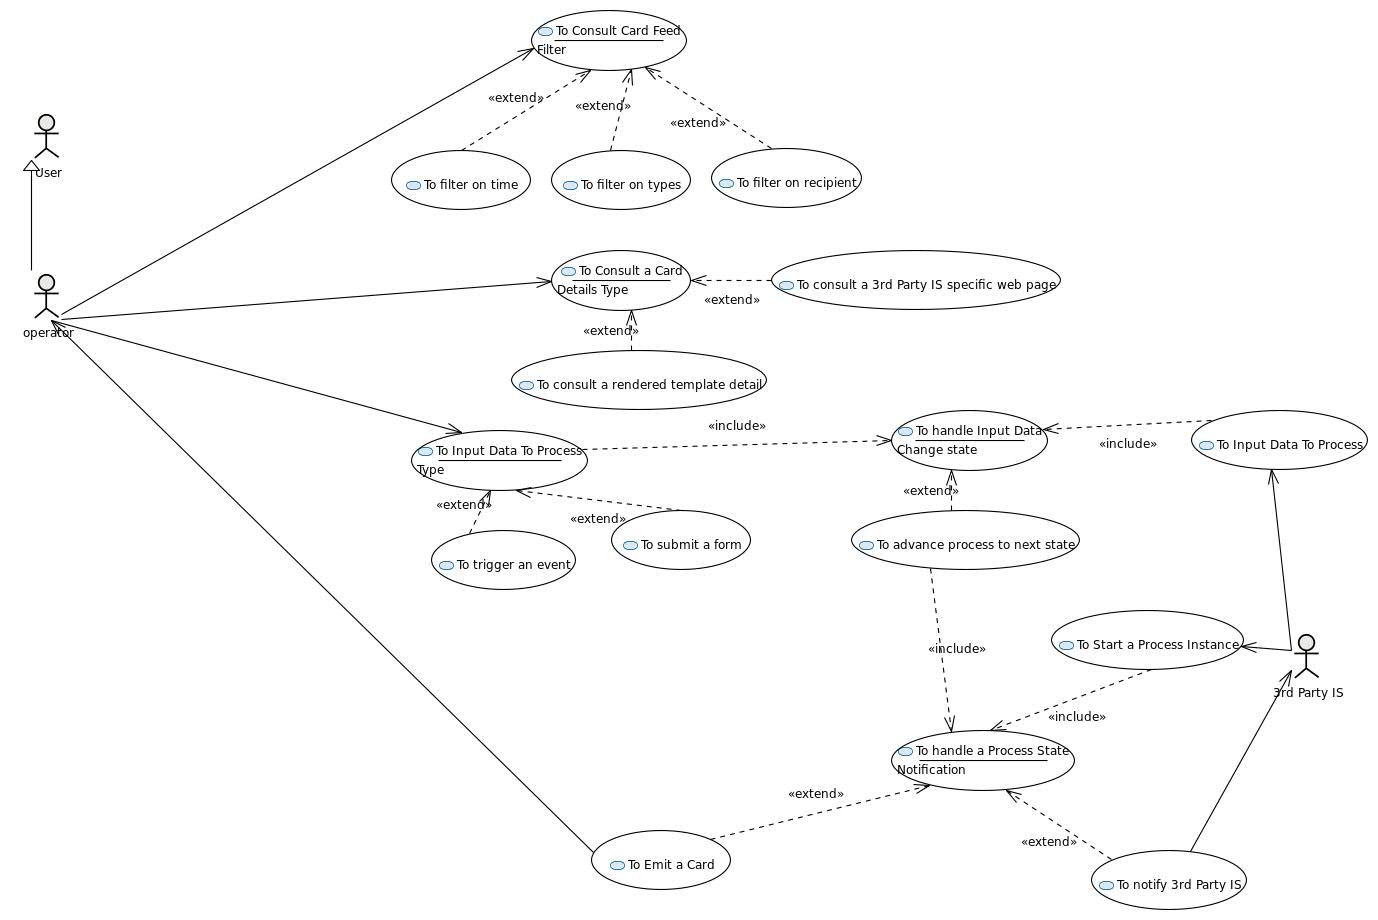 To Consult Card Feed
Filter
«extend»
«extend»
«extend»
User
To filter on time
To filter on types
To filter on recipient
To Consult a Card
Details Type
To consult a 3rd Party IS specific web page
«extend»
«extend»
operator
To consult a rendered template detail
«include»
To handle Input Data
Change state
«include»
To Input Data To Process
To Input Data To Process
Type
«extend»
«extend»
«extend»
To trigger an event
To submit a form
To advance process to next state
«include»
To Start a Process Instance
3rd Party IS
«include»
To handle a Process State
Notification
«extend»
«extend»
To Emit a Card
To notify 3rd Party IS